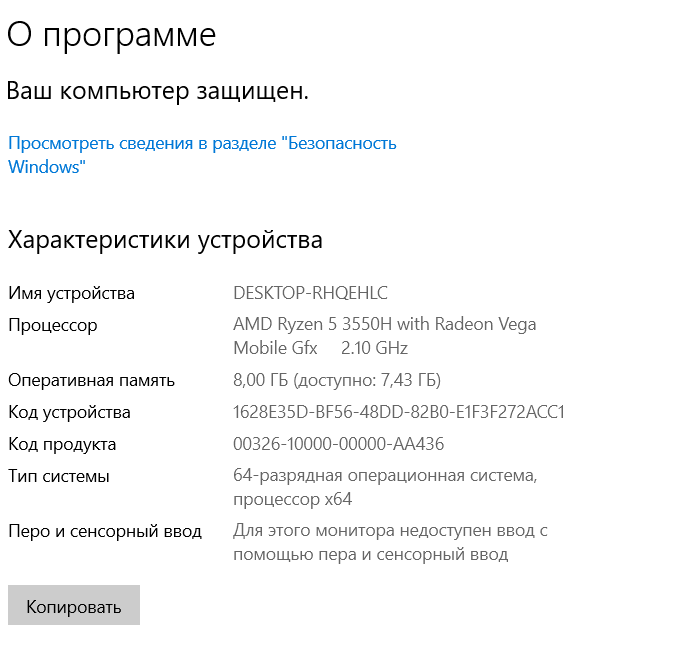 О программе
Ваш компьютер защищен.
Просмотреть сведения в разделе "Безопасность
Windows"
Характеристики устройства
Имя устройства DESKTOP-RHQEHLC
Процессор AMD Ryzen 5 3550H with Radeon Vega
Mobile Gfx 2.10 GHz
Оперативная память 8,00 ГБ (доступно: 7,43 ГБ)
Код устройства 1628E35D-BF56-48DD-82B0-E1F3F272ACC1
Код продукта 00326-10000-00000-AA436
Тип системы 64-разрядная операционная система,
процессор x64
Перо и сенсорный ввод Для этого монитора недоступен ввод с
помощью пера и сенсорный ввод
Копировать